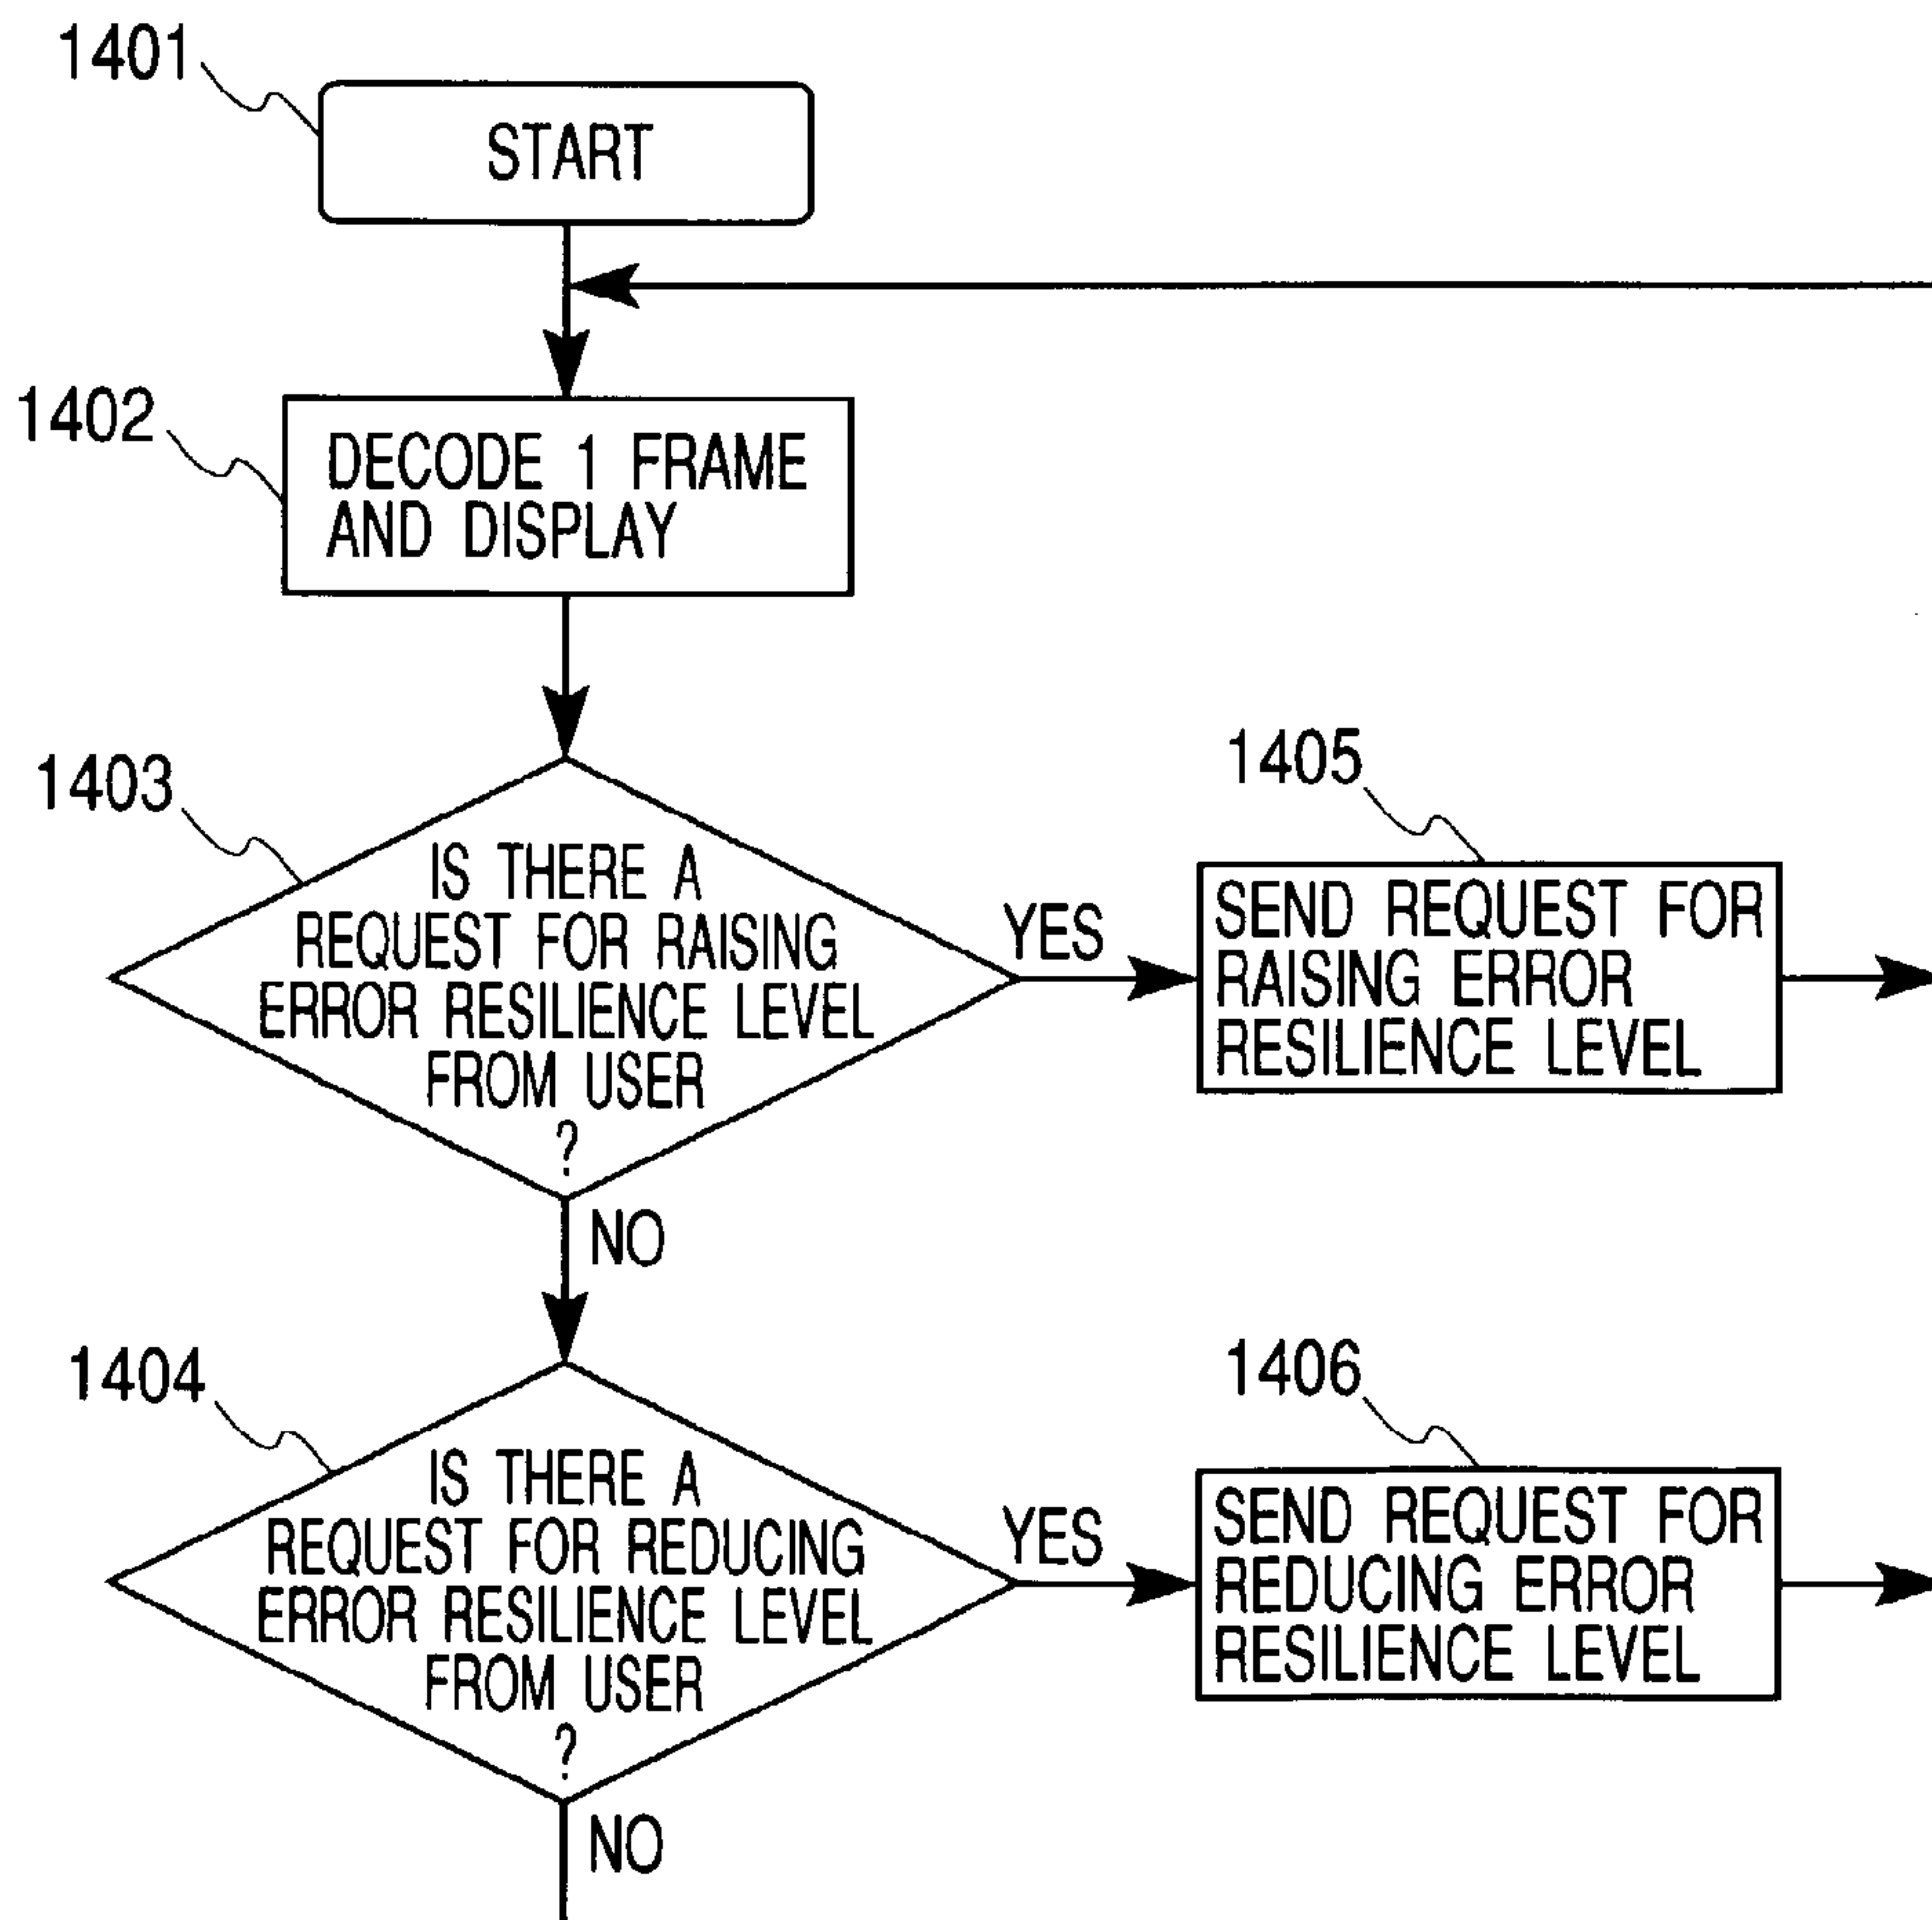 1401
START
1402
DECODE 1 FRAME
AND DISPLAY
1403
IS THERE A
REQUEST FOR RAISING
ERROR RESILIENCE LEVEL
FROM USER
?
YES
1405
SEND REQUEST FOR
RAISING ERROR
RESILIENCE LEVEL
NO
1404
IS THERE A
REQUEST FOR REDUCING
ERROR RESILIENCE LEVEL
FROM USER
?
YES
1406
SEND REQUEST FOR
REDUCING ERROR
RESILIENCE LEVEL
NO